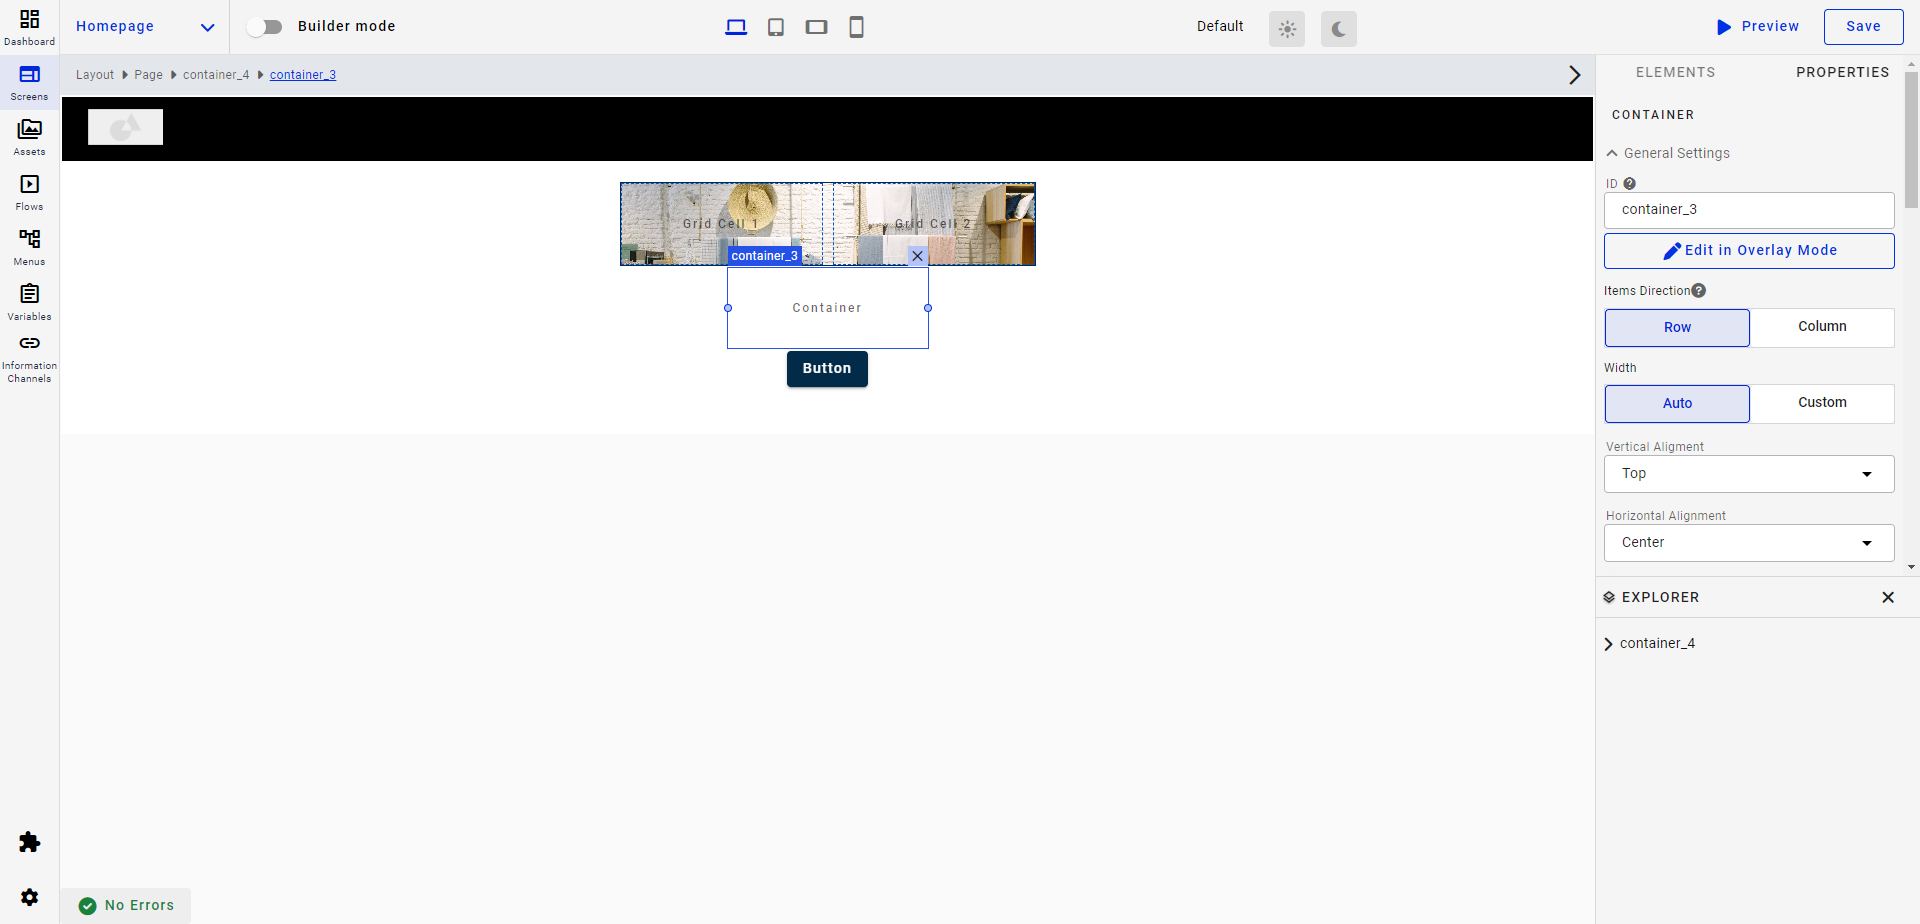 Dashboard
Homepage
Builder mode
Default
Preview
Save
Screens
Assets
Flows
Menus
Variables
Information
Channels
Layout
Page
container_4
container_3
Grid Cell 1
Grid Cell 2
container_3
Container
Button
ELEMENTS
PROPERTIES
CONTAINER
General Settings
ID
container_3
Edit in Overlay Mode
Items Direction
Row
Column
Width
Auto
Custom
Vertical Aligment
Top
Horizontal Alignment
Center
EXPLORER
container_4
No Errors